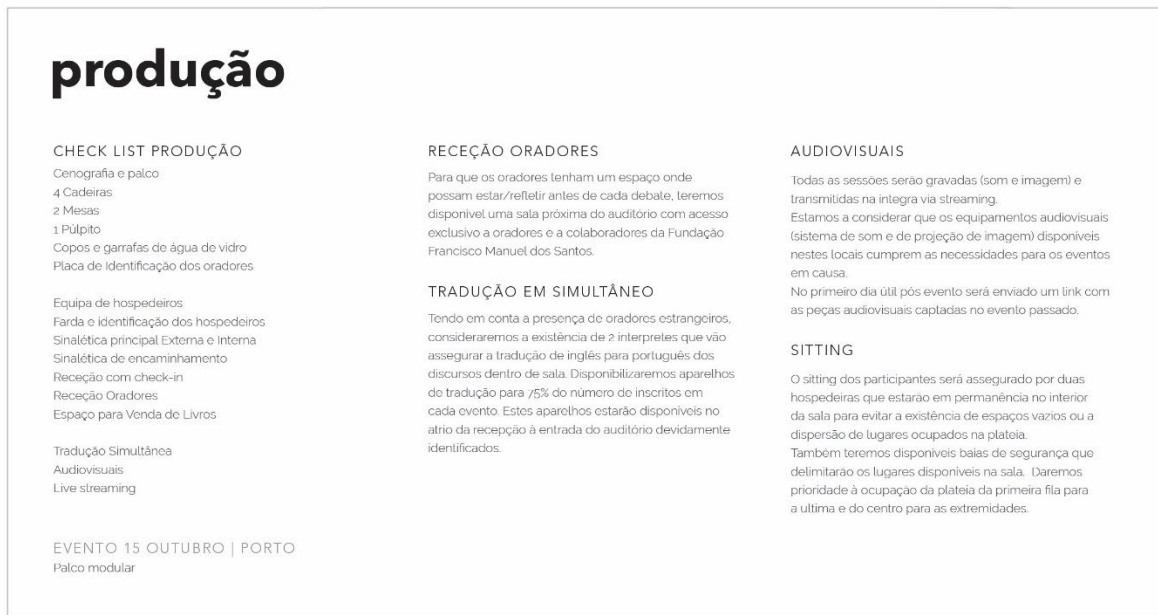 produção
CHECK LIST PRODUÇÃO
Cenografia e palco
4 Cadeiras
2 Mesas
1 Púlpito
Copos e garrafas de água de vidro
Placa de Identificação dos oradores
Equipa de hospedeiros
Farda e identificação dos hospedeiros
Sinalética principal Externa e Interna
Sinalética de encaminhamento
Receção com check-in
Receção Oradores
Espaço para Venda de Livros
Tradução Simultânea
Audiovisuais
Live streaming
EVENTO 15 OUTUBRO | PORTO
Palco modular
RECEÇÃO ORADORES
Para que os oradores tenham um espaço onde
possam estar/refletir antes de cada debate, teremos
disponível uma sala próxima do auditório com acesso
exclusivo a oradores e a colaboradores da Fundação
Francisco Manuel dos Santos.
TRADUÇÃO EM SIMULTÂNEO
Tendo em conta a presença de oradores estrangeiros,
consideraremos a existência de 2 interpretes que vão
assegurar a tradução de inglês para português dos
discursos dentro de sala. Disponibilizaremos aparelhos
de tradução para 75% do número de inscritos em
cada evento. Estes aparelhos estarão disponíveis no
atrio da recepção à entrada do auditório devidamente
identificados.
AUDIOVISUAIS
Todas as sessões serão gravadas (som e imagem) e
transmitidas na integra via streaming.
Estamos a considerar que os equipamentos audiovisuais
(sistema de som e de projeção de imagem) disponíveis
nestes locais cumprem as necessidades para os eventos
em causa.
No primeiro dia útil pós evento será enviado um link com
as peças audiovisuais captadas no evento passado.
SITTING
O sitting dos participantes será assegurado por duas
hospedeiras que estarão em permanência no interior
da sala para evitar a existência de espaços vazios ou a
dispersão de lugares ocupados na plateia.
Também teremos disponíveis baias de segurança que
delimitarão os lugares disponíveis na sala. Daremos
prioridade à ocupação da plateia da primeira fila para
a ultima e do centro para as extremidades.